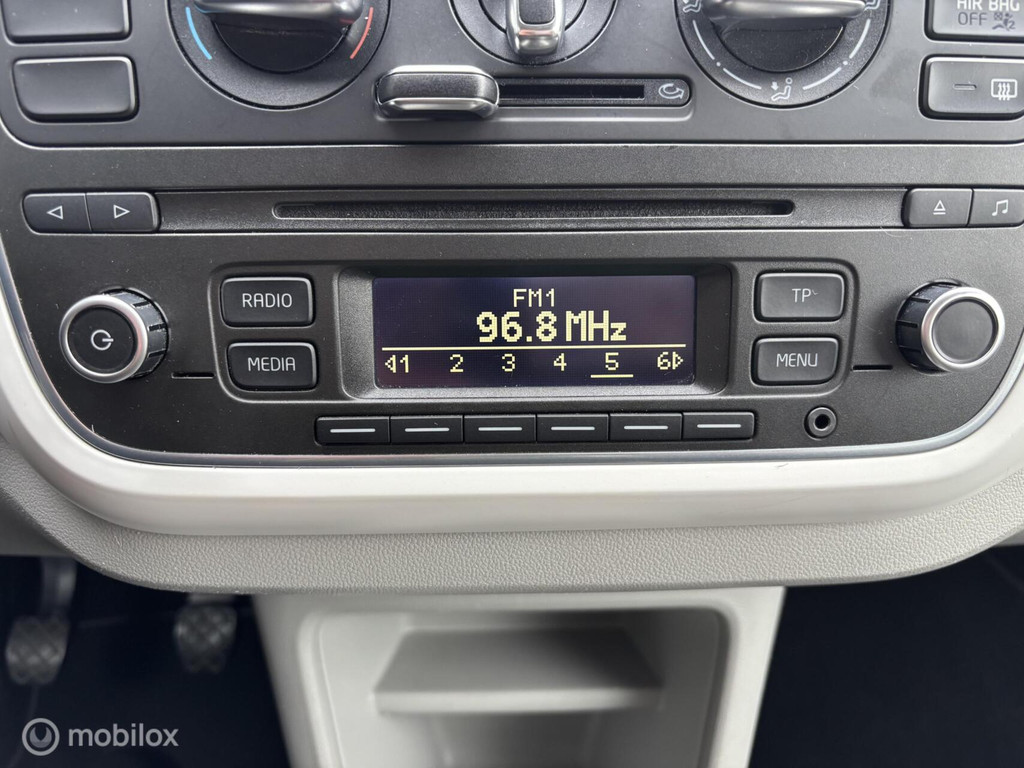 AIR BAG
OFF
FM1
RADIO
96.8 MHz
TP
MEDIA
1 2 3 4 5 6
MENU
mobilox